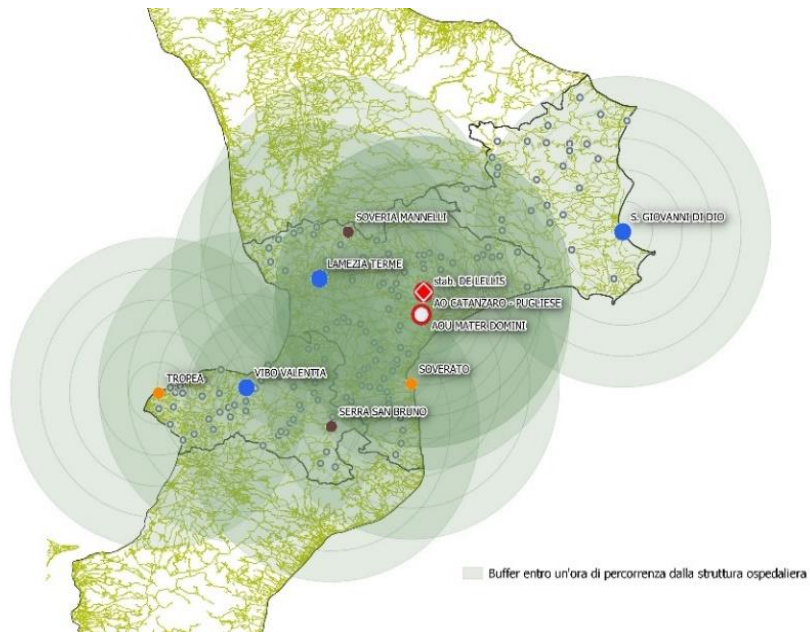 S. GIOVANNI DI DIO
SOVERIA MANNELLI
LAMEZIA TERME
stab. DE LELLIS
AO CATANZARO - PUGLIESE
AOU MATER DOMINI
SOVERATO
VIBO VALENTIA
TROPEA
SERRA SAN BRUNO
Buffer entro un'ora di percorrenza dalla struttura ospedaliera